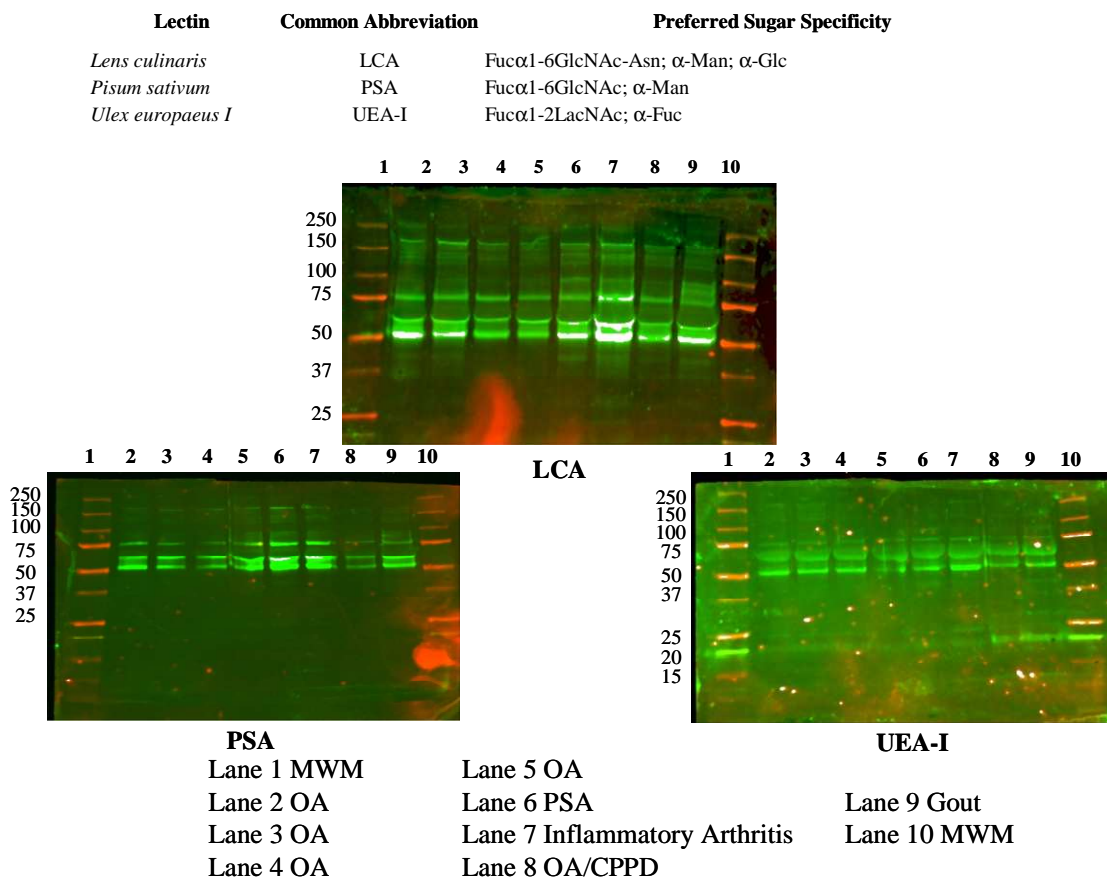 Lectin Common Abbreviation Preferred Sugar Specificity
Lens culinaris LCA Fucα1-6GlcNAc-Asn; α-Man; α-Glc
Pisum sativum PSA Fucα1-6GlcNAc; α-Man
Ulex europaeus I UEA-I Fucα1-2LacNAc; α-Fuc
1 2 3 4 5 6 7 8 9 10
250
150
100
75
50
37
25
LCA
1 2 3 4 5 6 7 8 9 10
250
150
100
75
50
37
25
PSA
1 2 3 4 5 6 7 8 9 10
250
150
100
75
50
37
25
20
15
UEA-I
Lane 1 MWM Lane 5 OA
Lane 2 OA Lane 6 PSA Lane 9 Gout
Lane 3 OA Lane 7 Inflammatory Arthritis Lane 10 MWM
Lane 4 OA Lane 8 OA/CPPD